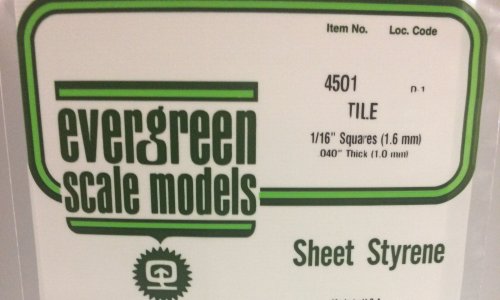 Item No. Loc. Code
4501 D-1
TILE
1/16" Squares (1.6 mm)
.040" Thick (1.0 mm)
evergreen
scale models
Sheet Styrene